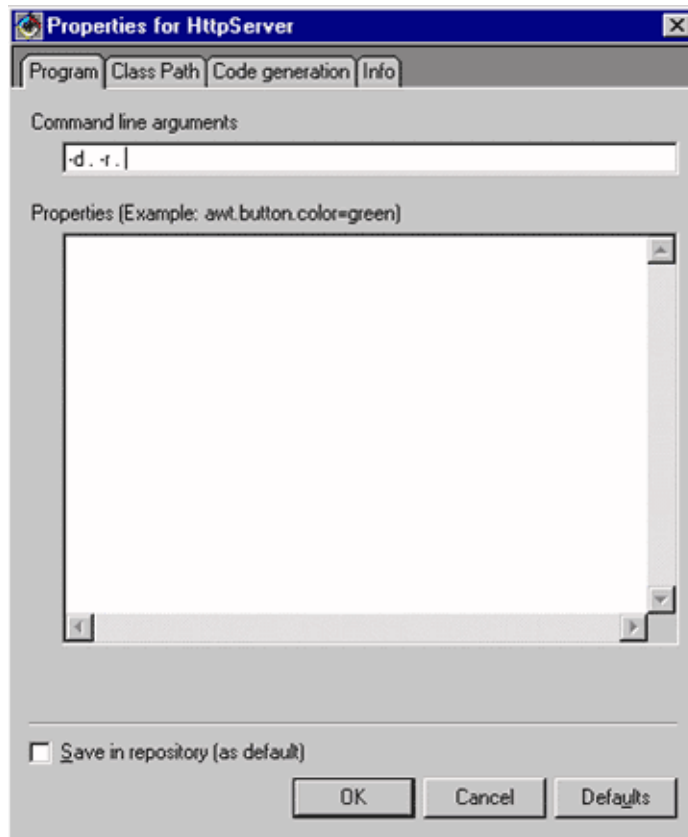 Properties for HttpServer
Program Class Path Code generation Info
Command line arguments
-d . -r .
Properties (Example: awt.button.color=green)
Save in repository (as default)
OK Cancel Defaults